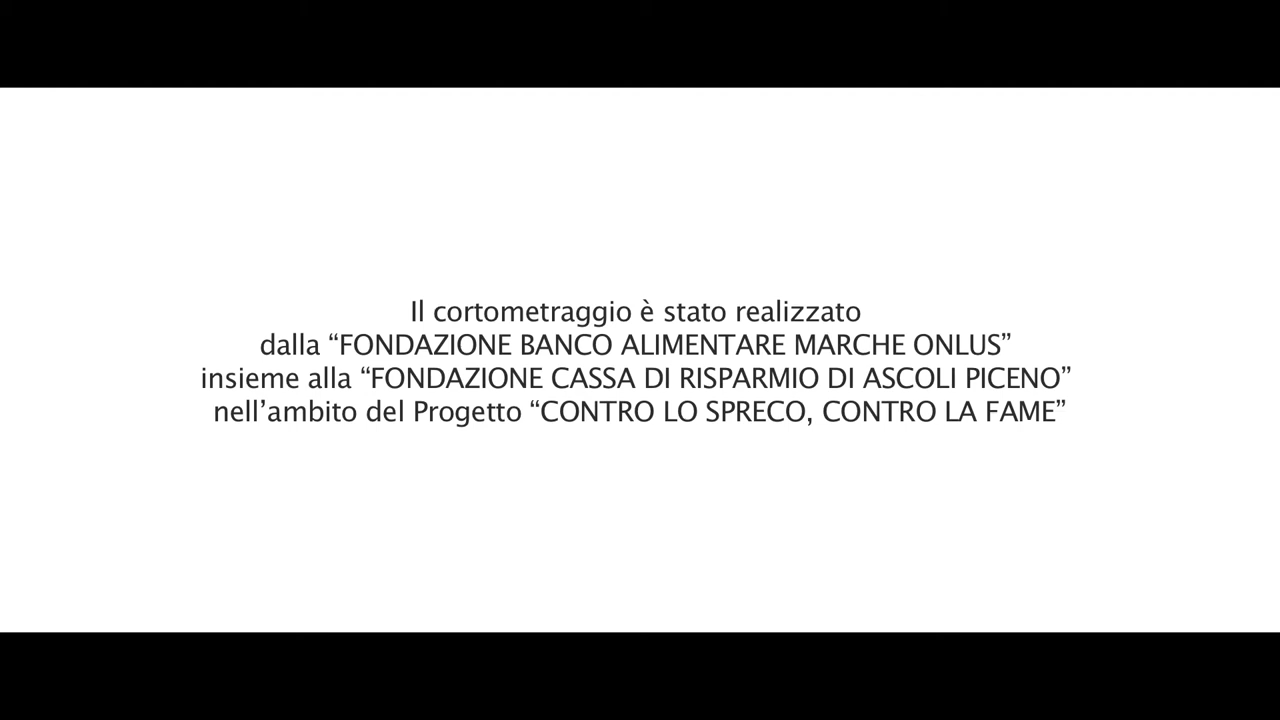 Il cortometraggio è stato realizzato
dalla “FONDAZIONE BANCO ALIMENTARE MARCHE ONLUS”
insieme alla “FONDAZIONE CASSA DI RISPARMIO DI ASCOLI PICENO”
nell’ambito del Progetto “CONTRO LO SPRECO, CONTRO LA FAME”